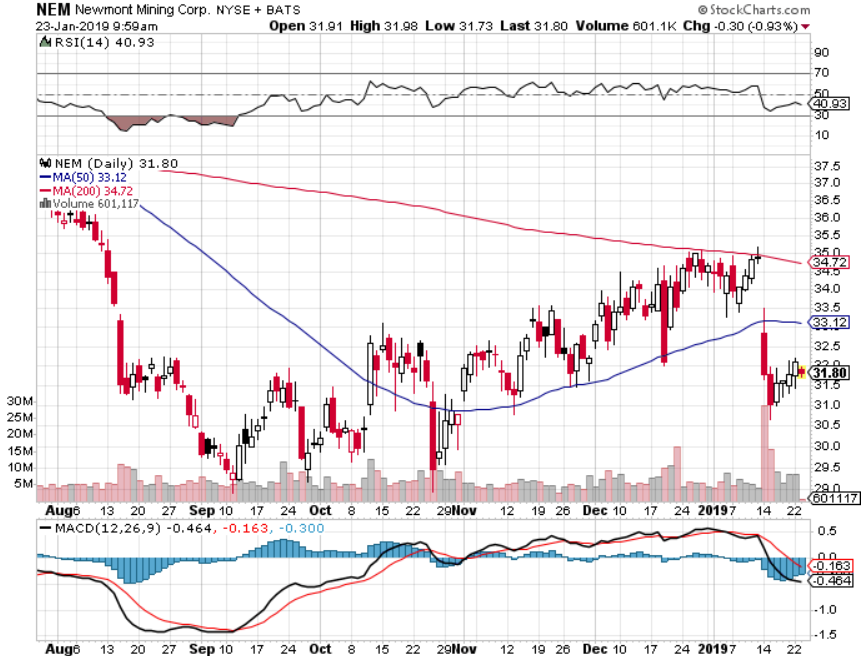 NEM Newmont Mining Corp. NYSE + BATS © StockCharts.com
23-Jan-2019 9:59am Open 31.91 High 31.98 Low 31.73 Last 31.80 Volume 601.1K Chg -0.30 (-0.93%)
RSI(14) 40.93
90
70
50
40.93
30
10
NEM (Daily) 31.80
MA(50) 33.12
MA(200) 34.72
Volume 601,117
37.5
37.0
36.5
36.0
35.5
35.0
34.72
34.5
34.0
33.5
33.12
32.5
32.0
31.80
31.5
31.0
30.5
30.0
29.5
29.0
601117
30M
25M
20M
15M
10M
5M
Aug 6 13 20 27 Sep 10 17 24 Oct 8 15 22 29 Nov 12 19 26 Dec 10 17 24 2019 7 14 22
MACD(12,26,9) -0.464, -0.163, -0.300
0.5
0.0
-0.163
-0.464
-1.0
-1.5
Aug 6 13 20 27 Sep 10 17 24 Oct 8 15 22 29 Nov 12 19 26 Dec 10 17 24 2019 7 14 22